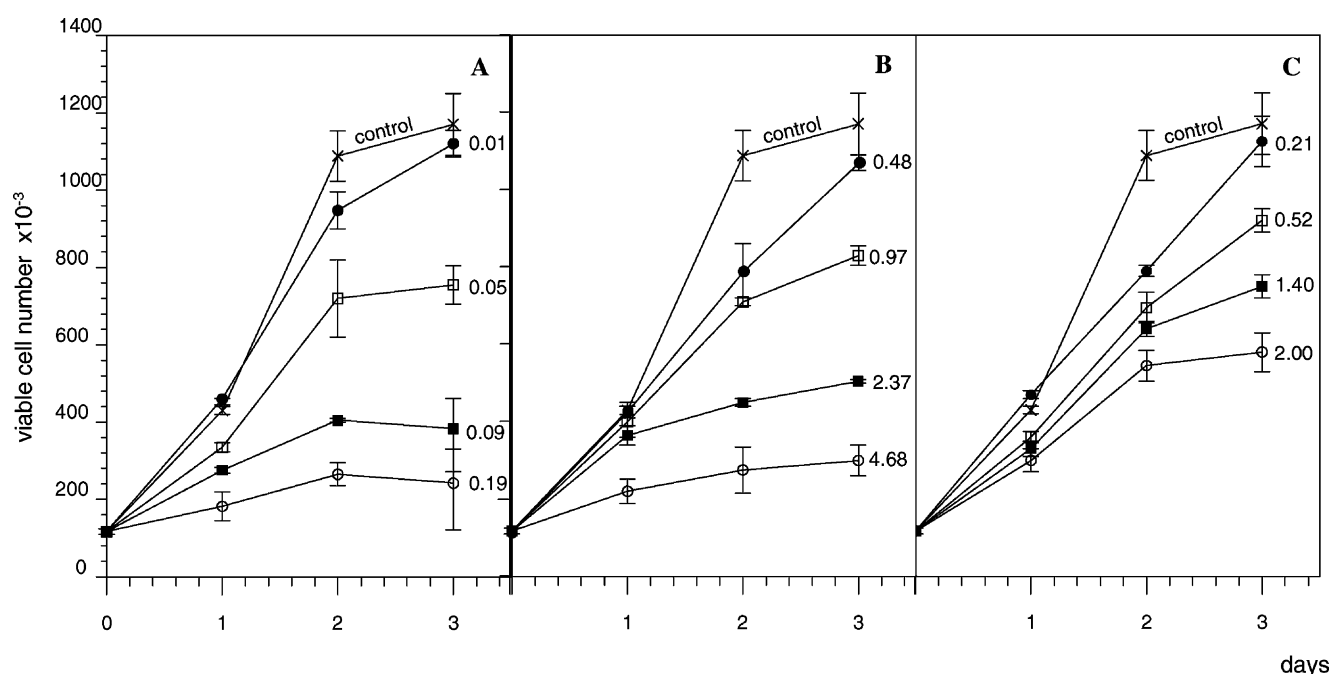 1400
1200
1000
800
600
400
200
0
viable cell number x10-3
A
control
0.01
0.05
0.09
0.19
0 1 2 3
B
control
0.48
0.97
2.37
4.68
1 2 3
C
control
0.21
0.52
1.40
2.00
1 2 3
days